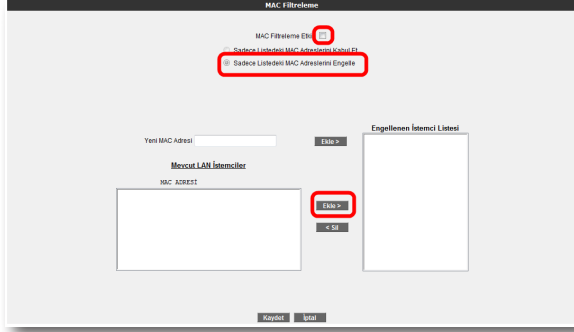 MAC Filtreleme
MAC Filtreleme Etki
Sadece Listedeki MAC Adreslerini Kabul Et
Sadece Listedeki MAC Adreslerini Engelle
Engellenen İstemci Listesi
Yeni MAC Adresi
Ekle >
Mevcut LAN İstemciler
MAC ADRESİ
Ekle >
< Sil
Kaydet İptal